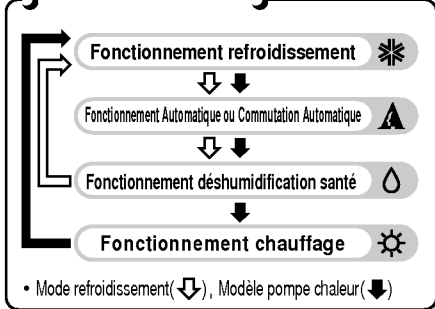 Fonctionnement refroidissement
Fonctionnement Automatique ou Commutation Automatique
Fonctionnement déshumidification santé
Fonctionnement chauffage
• Mode refroidissement( ), Modèle pompe chaleur( )